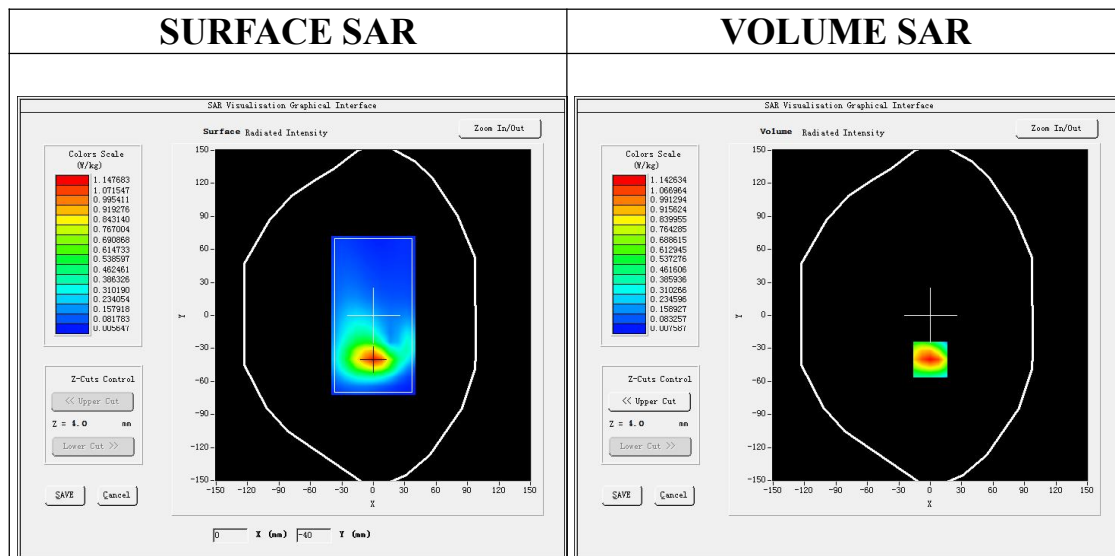 SURFACE SAR
VOLUME SAR
SAR Visualisation Graphical Interface
Surface Radiated Intensity
Zoom In/Out
Colors Scale
(W/kg)
1.147683
1.071547
0.995411
0.919276
0.843140
0.767004
0.690868
0.614733
0.538597
0.462461
0.386326
0.310190
0.234054
0.157918
0.081783
0.005647
Z-Cuts Control
<< Upper Cut
Z = 4.0 mm
Lower Cut >>
SAVE Cancel
150
120
90
60
30
0
-30
-60
-90
-120
-150
Y
-150 -120 -90 -60 -30 0 30 60 90 120 150
X
0 X (mm) -40 Y (mm)
SAR Visualisation Graphical Interface
Volume Radiated Intensity
Zoom In/Out
Colors Scale
(W/kg)
1.142634
1.066964
0.991294
0.915624
0.839955
0.764285
0.688615
0.612945
0.537276
0.461606
0.385936
0.310266
0.234596
0.158927
0.083257
0.007587
Z-Cuts Control
<< Upper Cut
Z = 4.0 mm
Lower Cut >>
SAVE Cancel
150
120
90
60
30
0
-30
-60
-90
-120
-150
Y
-150 -120 -90 -60 -30 0 30 60 90 120 150
X